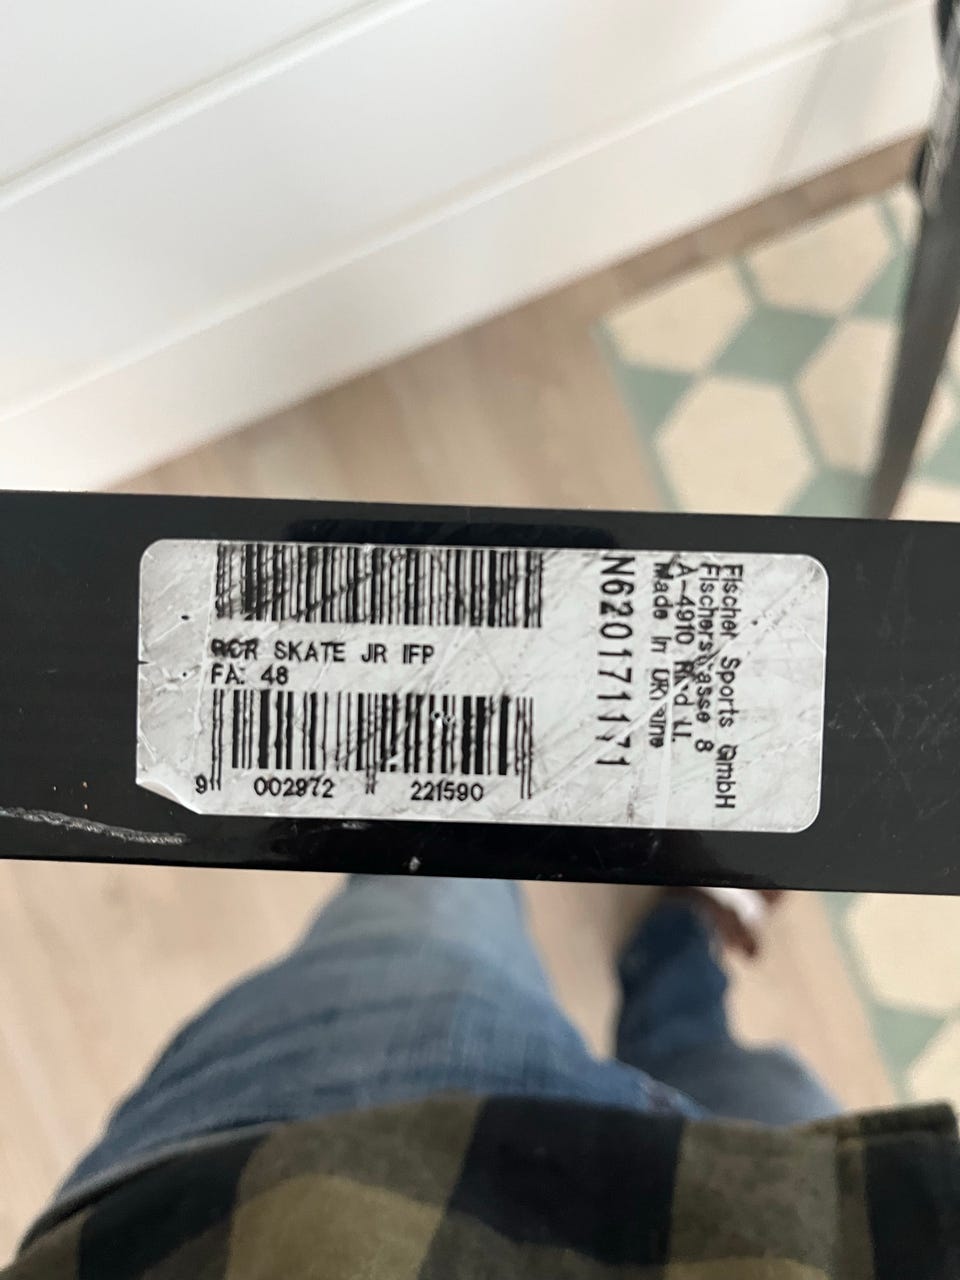 RCR SKATE JR IFP
FA: 48
9 002972 221590
N6201711171
Fischer Sports GmbH
Fischerstrasse 8
A-4910 Ried i.I.
Made in Ukraine